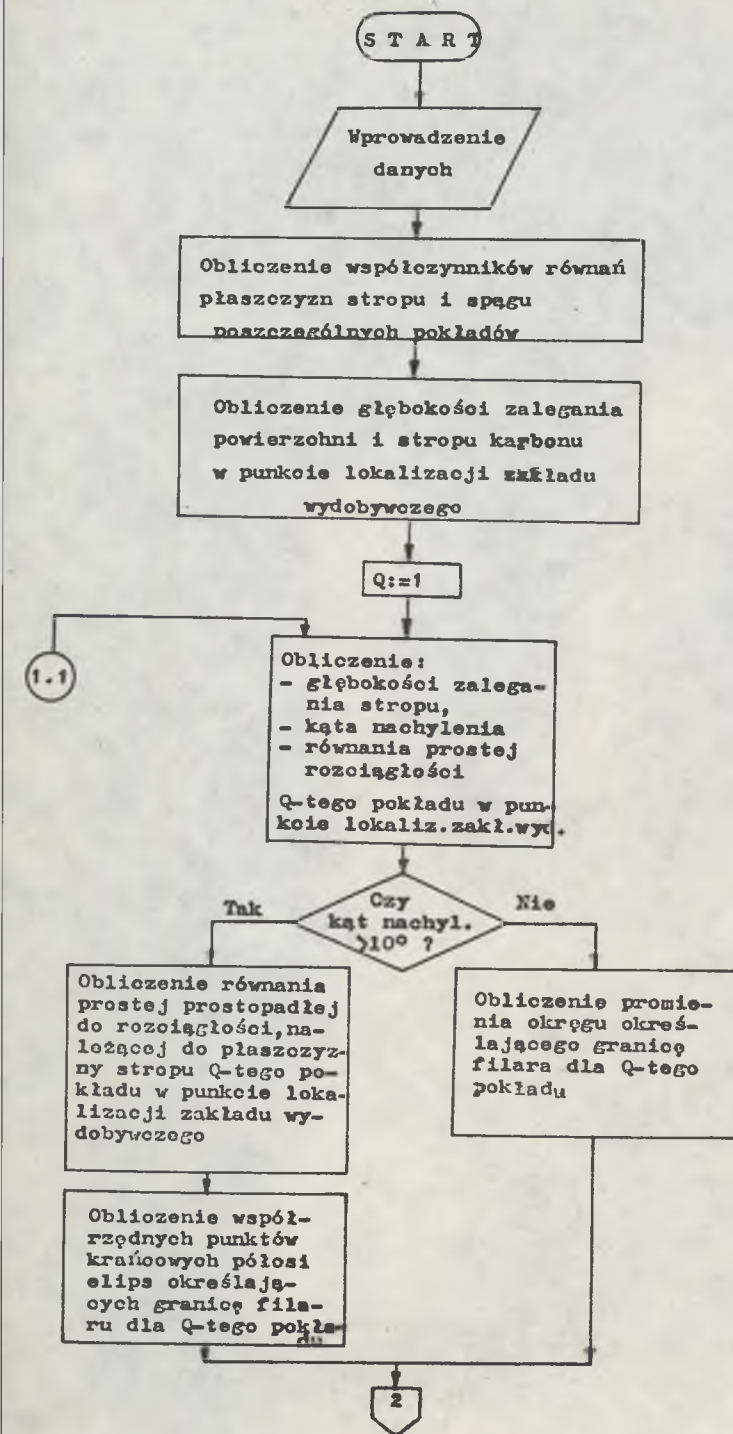 S T A R T
Wprowadzenie
danych
Obliczenie współczynników równań
płaszczyzn stropu i spągu
poszczególnych pokładów
Obliczenie głębokości zalegania
powierzchni i stropu karbonu
w punkcie lokalizacji zakładu
wydobywczego
Q:=1
1.1
Obliczenie:
- głębokości zalega-
nia stropu,
- kąta nachylenia
- równania prostej
rozciągłości
Q-tego pokładu w pun-
kcie lokaliz.zakł.wyd.
Czy
kąt nachyl.
>10° ?
Tak
Nie
Obliczenie równania
prostej prostopadłej
do rozciągłości,na-
leżącej do płaszczyz-
ny stropu Q-tego po-
kładu w punkcie loka-
lizacji zakładu wy-
dobywczego
Obliczenie promie-
nia okręgu okreś-
lającego granicę
filara dla Q-tego
pokładu
Obliczenie współ-
rzędnych punktów
krańcowych półosi
elips określają-
cych granicę fila-
ru dla Q-tego pokła-
du
2